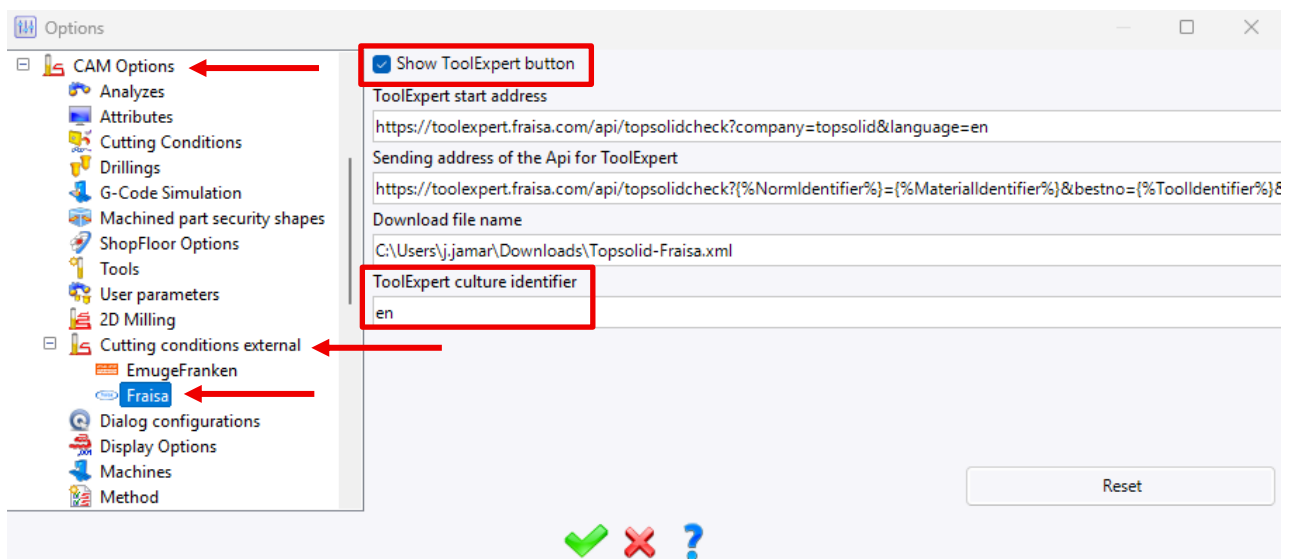 Options
CAM Options
Analyzes
Attributes
Cutting Conditions
Drillings
G-Code Simulation
Machined part security shapes
ShopFloor Options
Tools
User parameters
2D Milling
Cutting conditions external
EmugeFranken
Fraisa
Dialog configurations
Display Options
Machines
Method
Show ToolExpert button
ToolExpert start address
https://toolexpert.fraisa.com/api/topsolidcheck?company=topsolid&language=en
Sending address of the Api for ToolExpert
https://toolexpert.fraisa.com/api/topsolidcheck?{%NormIdentifier%}={%MaterialIdentifier%}&bestno={%ToolIdentifier%}&
Download file name
C:\Users\j.jamar\Downloads\Topsolid-Fraisa.xml
ToolExpert culture identifier
en
Reset